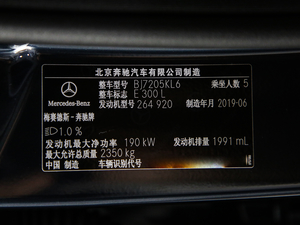 北京奔驰汽车有限公司制造
整车型号 BJ7205KL6 乘坐人数 5
整车标志 E 300 L
Mercedes-Benz 发动机型号 264 920 制造年月 2019-06
梅赛德斯-奔驰牌
1.0 %
发动机最大净功率 190 kW 发动机排量 1991 mL
最大允许总质量 2350 kg
中国 制造 车辆识别代号